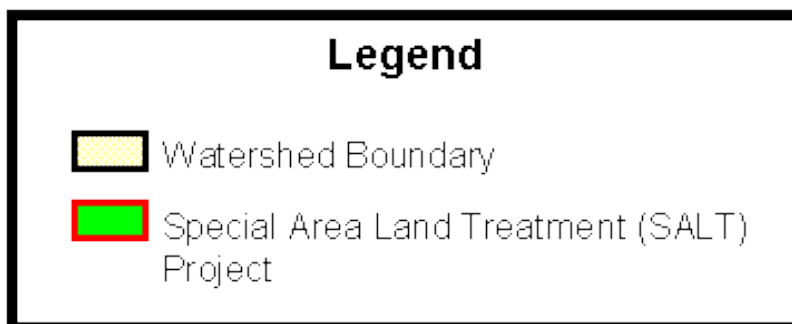 Legend
Watershed Boundary
Special Area Land Treatment (SALT)
Project